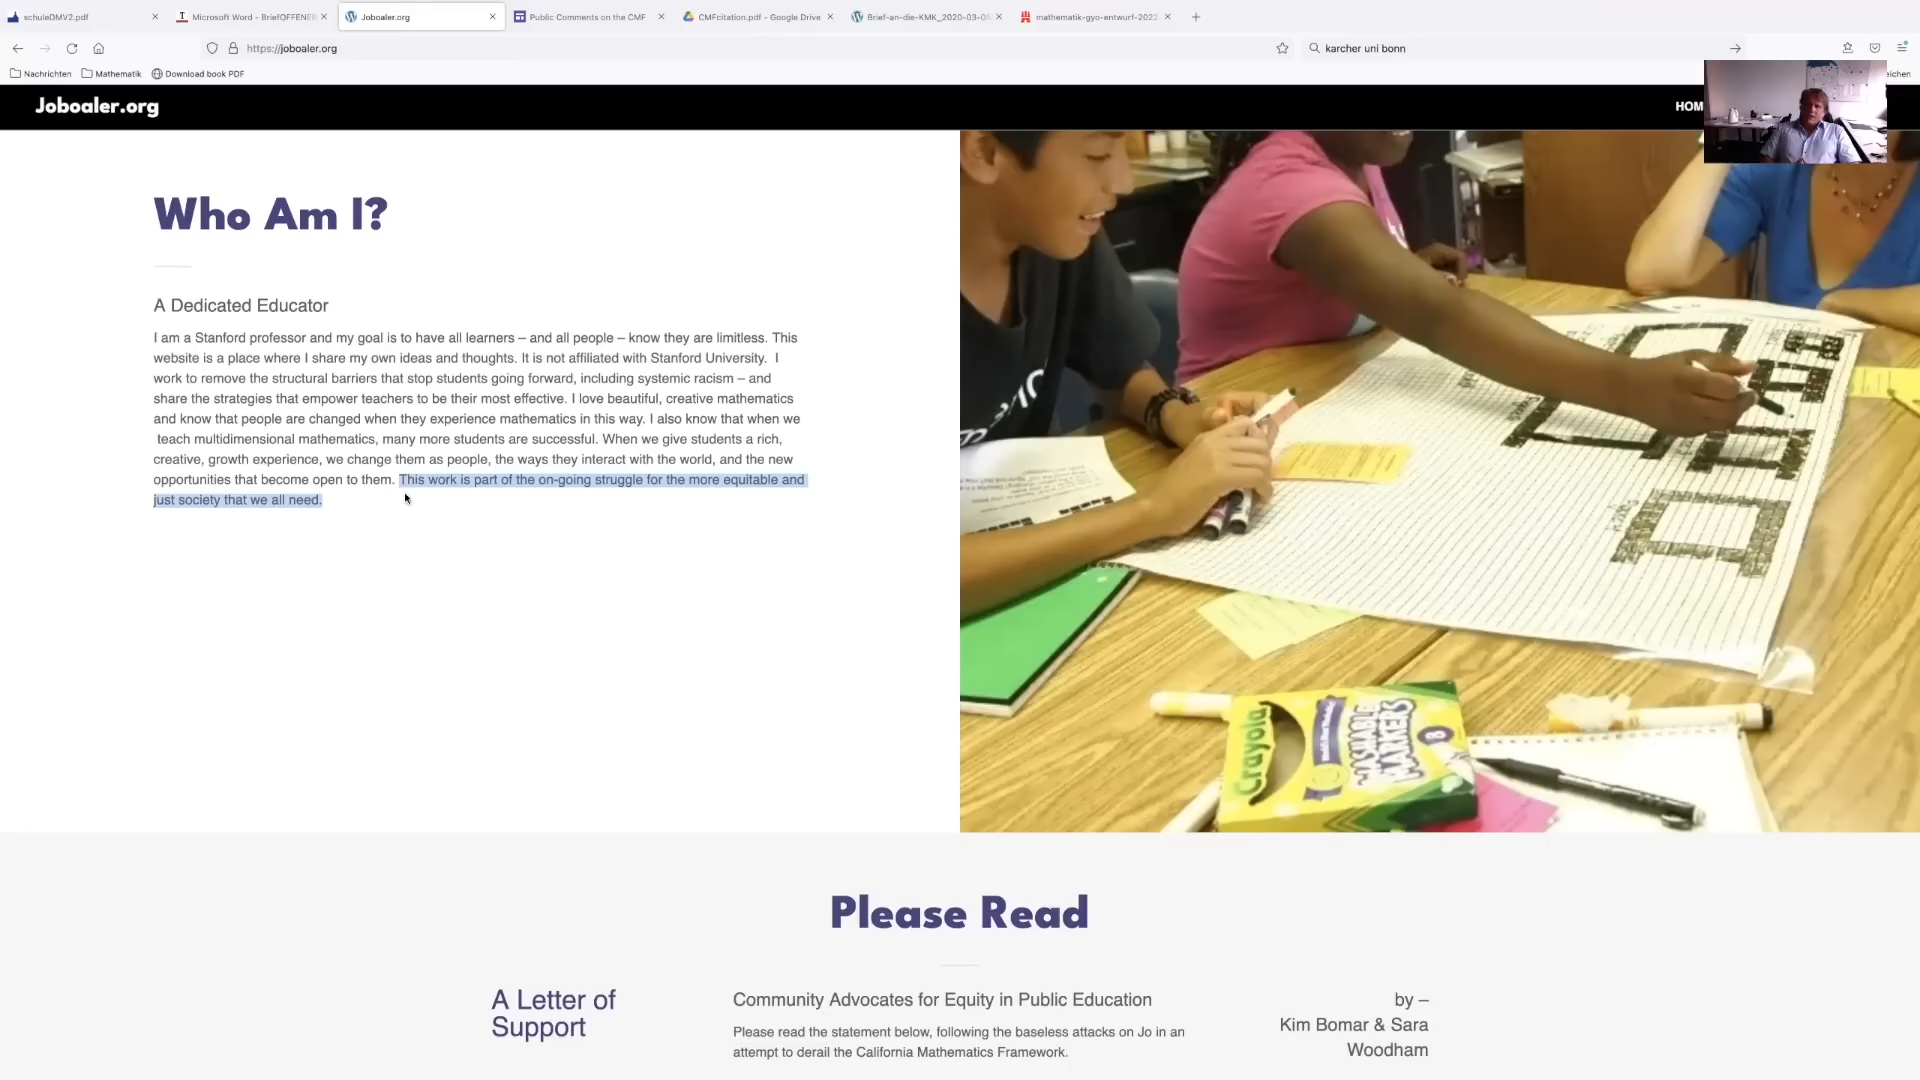 schuleDMV2.pdf
Microsoft Word - BriefOFFENER
Joboaler.org
Public Comments on the CMF
CMFcitation.pdf - Google Drive
Brief-an-die-KMK_2020-03-05
mathematik-gyo-entwurf-2022
https://joboaler.org
karcher uni bonn
Nachrichten
Mathematik
Download book PDF
Joboaler.org
HOM
Who Am I?
A Dedicated Educator
I am a Stanford professor and my goal is to have all learners – and all people – know they are limitless. This
website is a place where I share my own ideas and thoughts. It is not affiliated with Stanford University. I
work to remove the structural barriers that stop students going forward, including systemic racism – and
share the strategies that empower teachers to be their most effective. I love beautiful, creative mathematics
and know that people are changed when they experience mathematics in this way. I also know that when we
teach multidimensional mathematics, many more students are successful. When we give students a rich,
creative, growth experience, we change them as people, the ways they interact with the world, and the new
opportunities that become open to them. This work is part of the on-going struggle for the more equitable and
just society that we all need.
Crayola
WASHABLE
MARKERS
8
Please Read
A Letter of
Support
Community Advocates for Equity in Public Education
Please read the statement below, following the baseless attacks on Jo in an
attempt to derail the California Mathematics Framework.
by –
Kim Bomar & Sara
Woodham